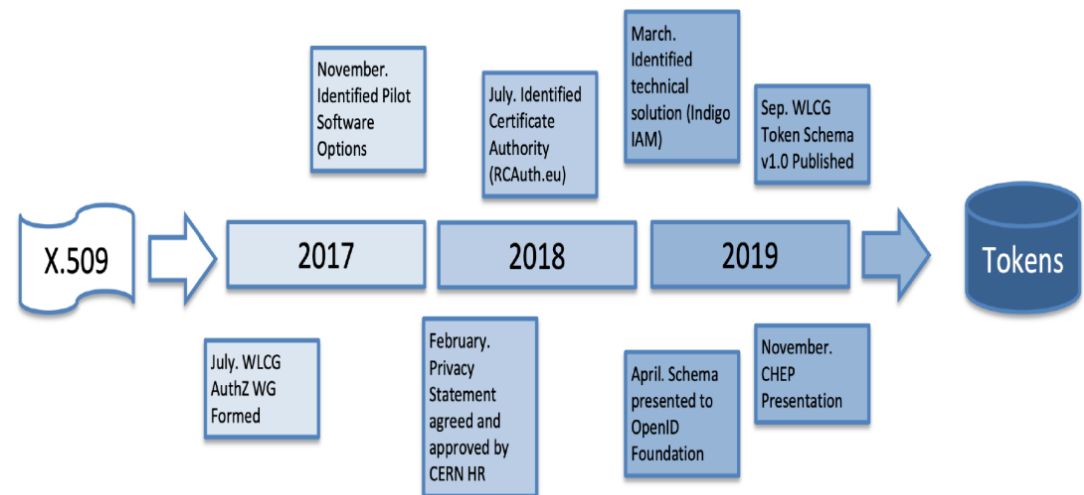 November.
Identified Pilot
Software
Options
July. Identified
Certificate
Authority
(RCAuth.eu)
March.
Identified
technical
solution (Indigo
IAM)
Sep. WLCG
Token Schema
v1.0 Published
X.509
2017
2018
2019
Tokens
July. WLCG
AuthZ WG
Formed
February.
Privacy
Statement
agreed and
approved by
CERN HR
April. Schema
presented to
OpenID
Foundation
November.
CHEP
Presentation